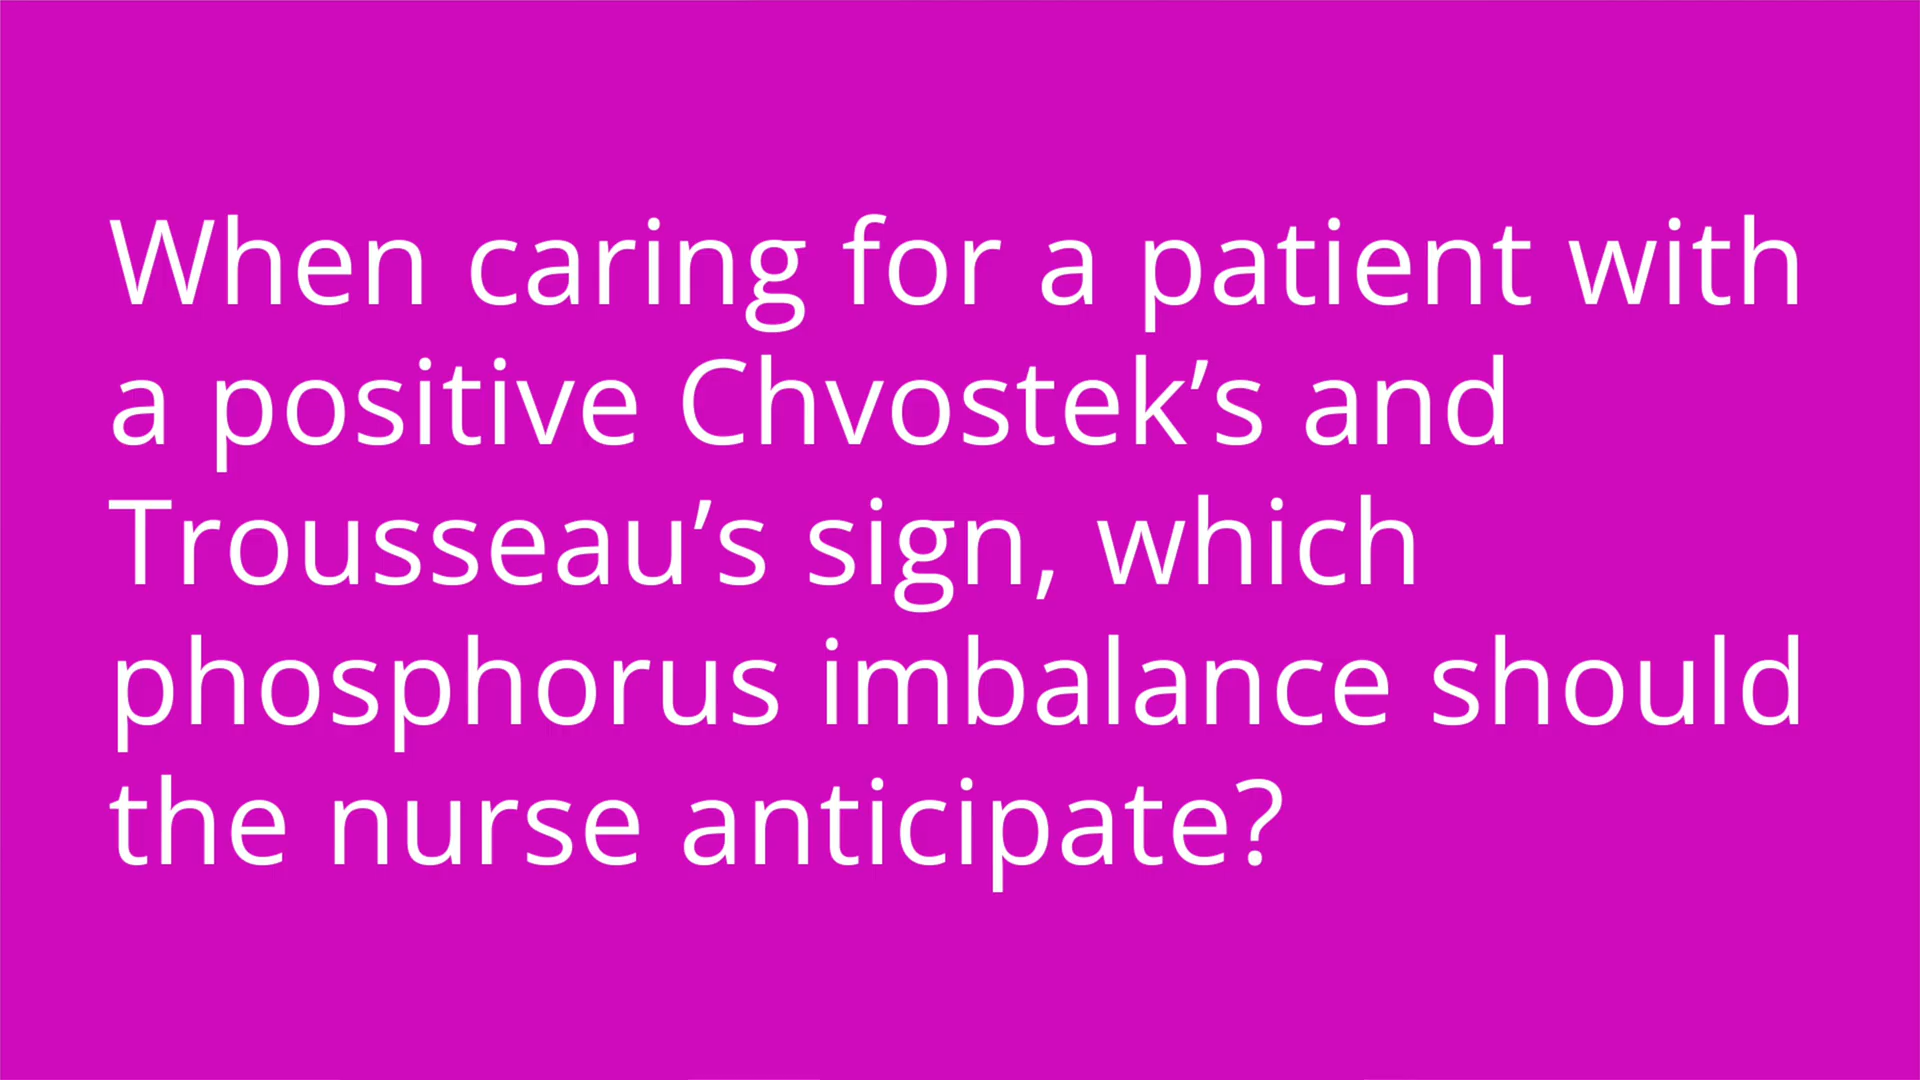 When caring for a patient with
a positive Chvostek’s and
Trousseau’s sign, which
phosphorus imbalance should
the nurse anticipate?